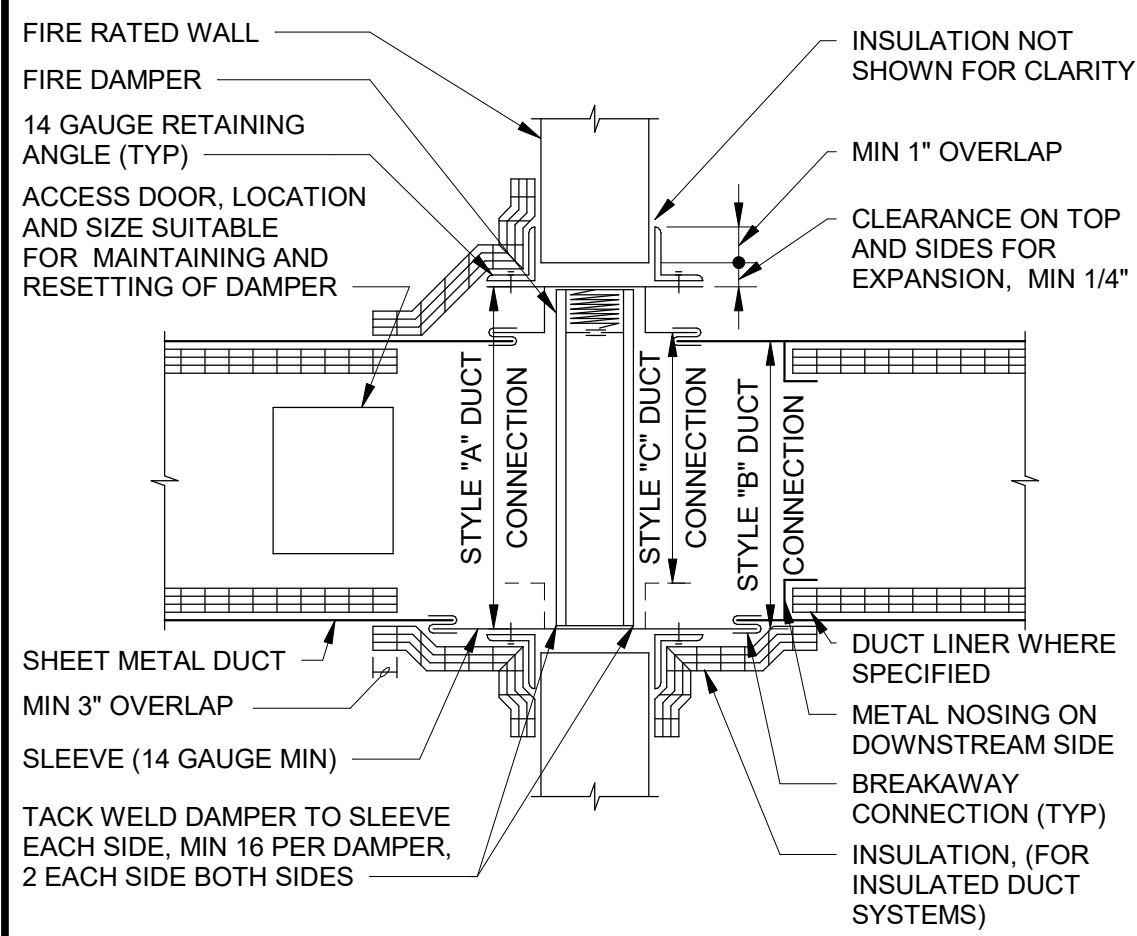 FIRE RATED WALL
FIRE DAMPER
14 GAUGE RETAINING
ANGLE (TYP)
ACCESS DOOR, LOCATION
AND SIZE SUITABLE
FOR MAINTAINING AND
RESETTING OF DAMPER
SHEET METAL DUCT
MIN 3" OVERLAP
SLEEVE (14 GAUGE MIN)
TACK WELD DAMPER TO SLEEVE
EACH SIDE, MIN 16 PER DAMPER,
2 EACH SIDE BOTH SIDES
STYLE "A" DUCT
CONNECTION
STYLE "C" DUCT
CONNECTION
STYLE "B" DUCT
CONNECTION
INSULATION NOT
SHOWN FOR CLARITY
MIN 1" OVERLAP
CLEARANCE ON TOP
AND SIDES FOR
EXPANSION, MIN 1/4"
DUCT LINER WHERE
SPECIFIED
METAL NOSING ON
DOWNSTREAM SIDE
BREAKAWAY
CONNECTION (TYP)
INSULATION, (FOR
INSULATED DUCT
SYSTEMS)